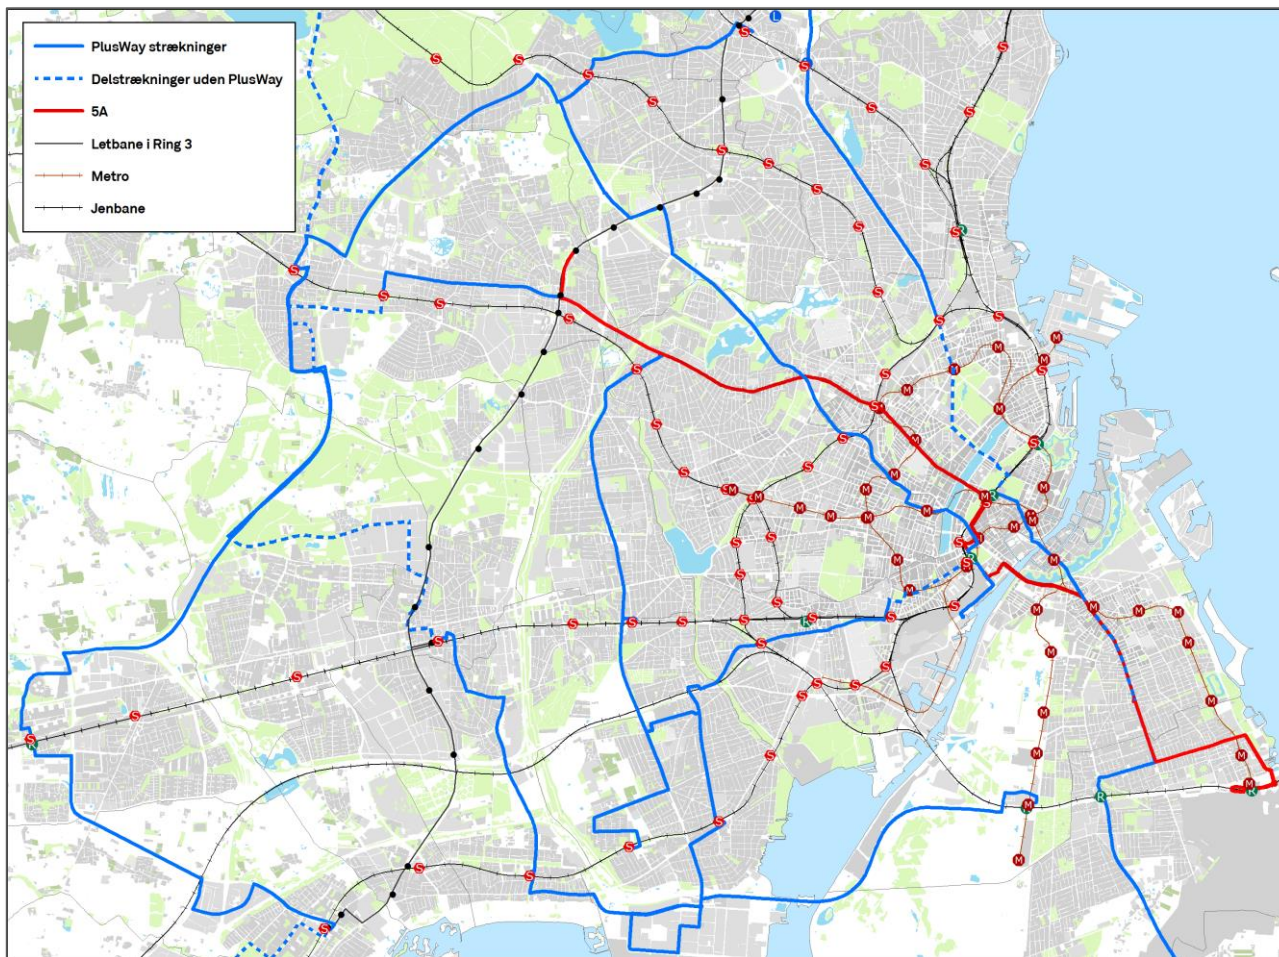 PlusWay strækninger
Delstrækninger uden PlusWay
5A
Letbane i Ring 3
Metro
Jenbane